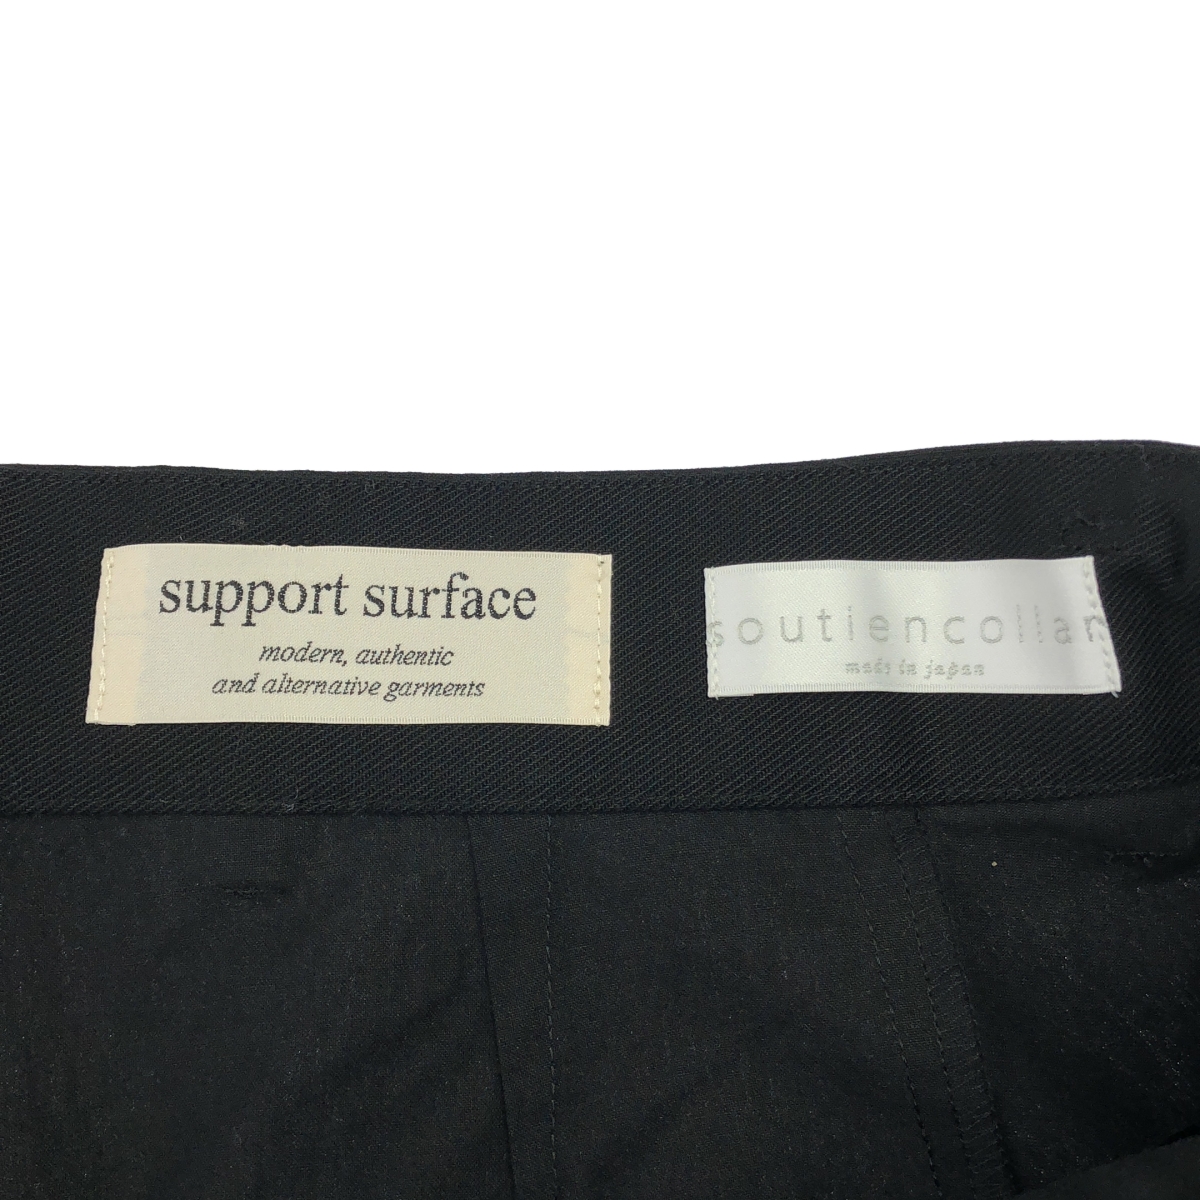 support surface
modern, authentic
and alternative garments
soutiencollar
made in japan